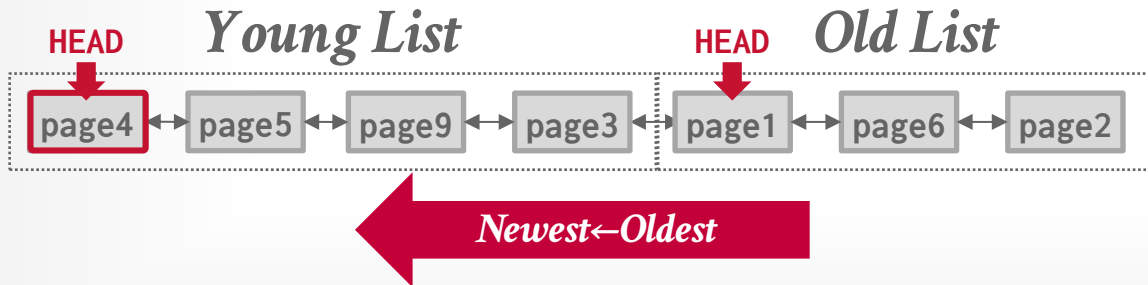 Young List
Old List
HEAD
HEAD
page4
page5
page9
page3
page1
page6
page2
Newest←Oldest